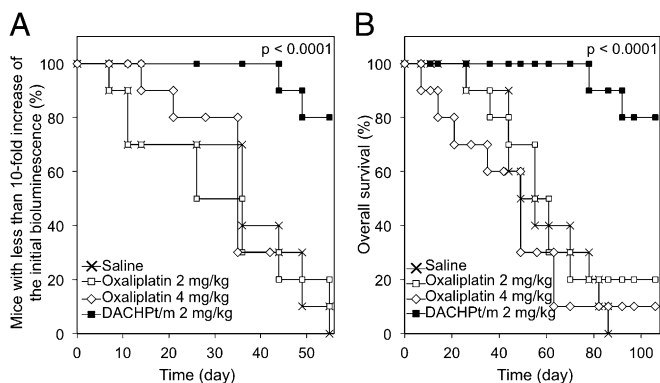 A
p < 0.0001
Mice with less than 10-fold increase of
the initial bioluminescence (%)
100
80
60
40
20
0
Saline
Oxaliplatin 2 mg/kg
Oxaliplatin 4 mg/kg
DACHPt/m 2 mg/kg
0 10 20 30 40 50
Time (day)
B
p < 0.0001
Overall survival (%)
100
80
60
40
20
0
Saline
Oxaliplatin 2 mg/kg
Oxaliplatin 4 mg/kg
DACHPt/m 2 mg/kg
0 20 40 60 80 100
Time (day)